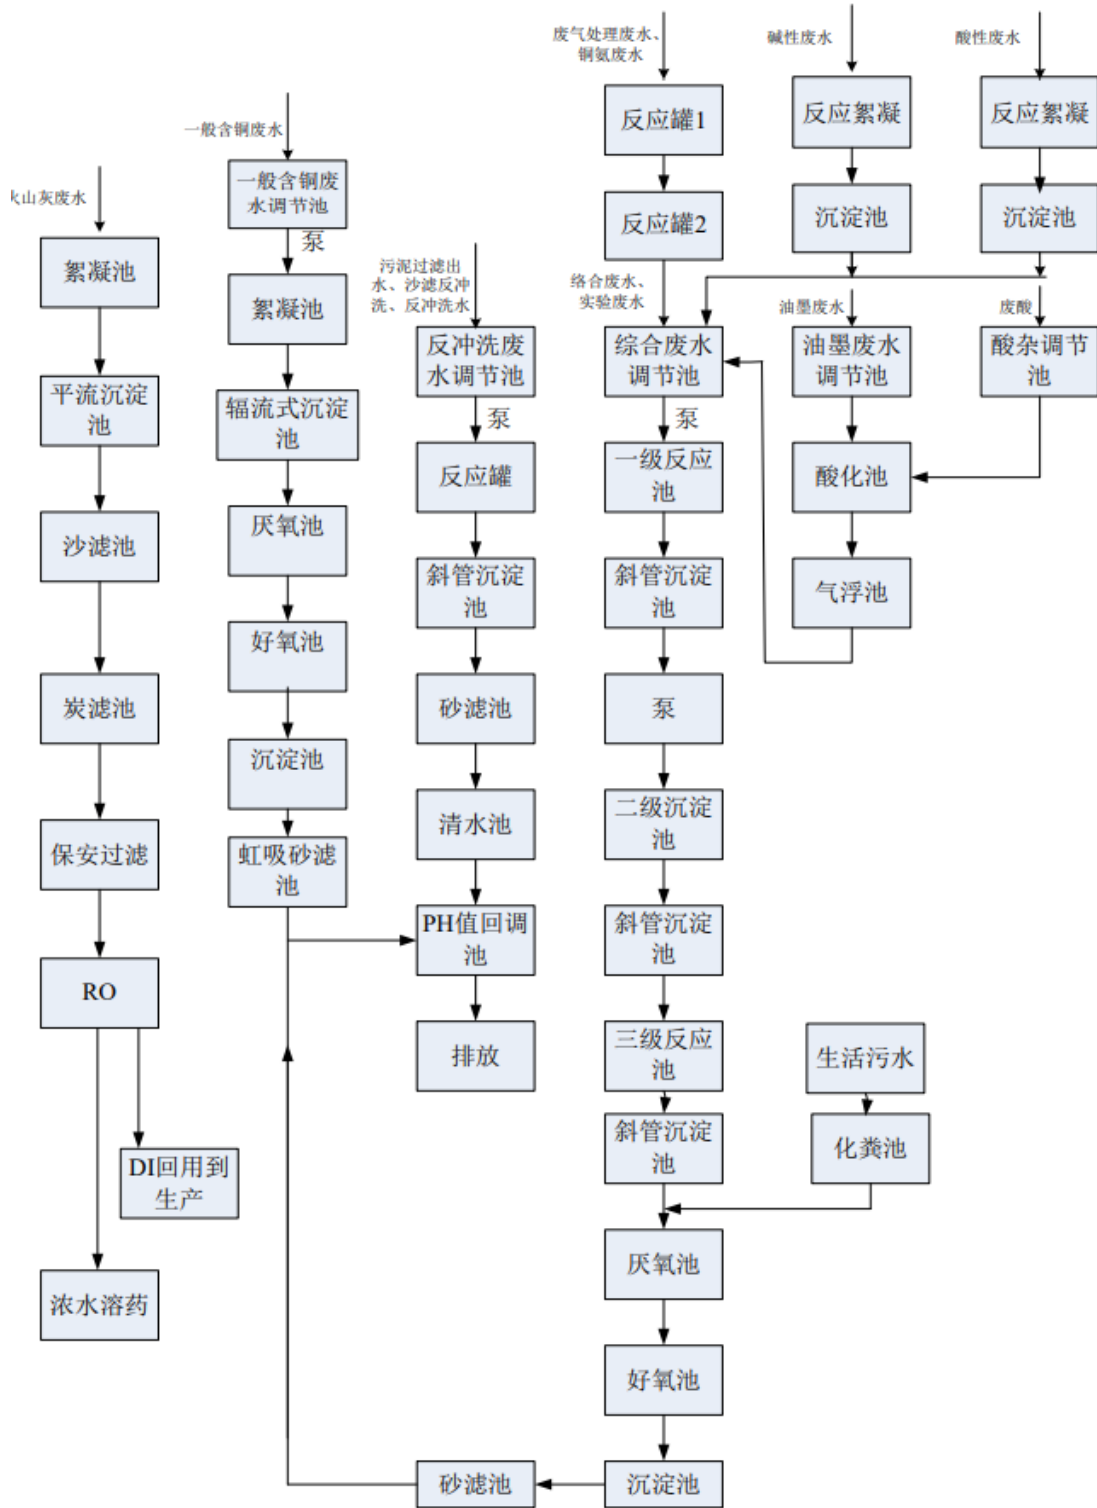 火山灰废水
絮凝池
平流沉淀
池
沙滤池
炭滤池
保安过滤
RO
DI回用到
生产
浓水溶药
一般含铜废水
一般含铜废
水调节池
泵
絮凝池
辐流式沉淀
池
厌氧池
好氧池
沉淀池
虹吸砂滤
池
污泥过滤出
水、沙滤反冲
洗、反冲洗水
反冲洗废
水调节池
泵
反应罐
斜管沉淀
池
砂滤池
清水池
PH值回调
池
排放
废气处理废水、
铜氨废水
反应罐1
反应罐2
络合废水、
实验废水
综合废水
调节池
泵
一级反应
池
斜管沉淀
池
泵
二级沉淀
池
斜管沉淀
池
三级反应
池
斜管沉淀
池
厌氧池
好氧池
沉淀池
砂滤池
碱性废水
反应絮凝
沉淀池
油墨废水
油墨废水
调节池
酸化池
气浮池
酸性废水
反应絮凝
沉淀池
废酸
酸杂调节
池
生活污水
化粪池